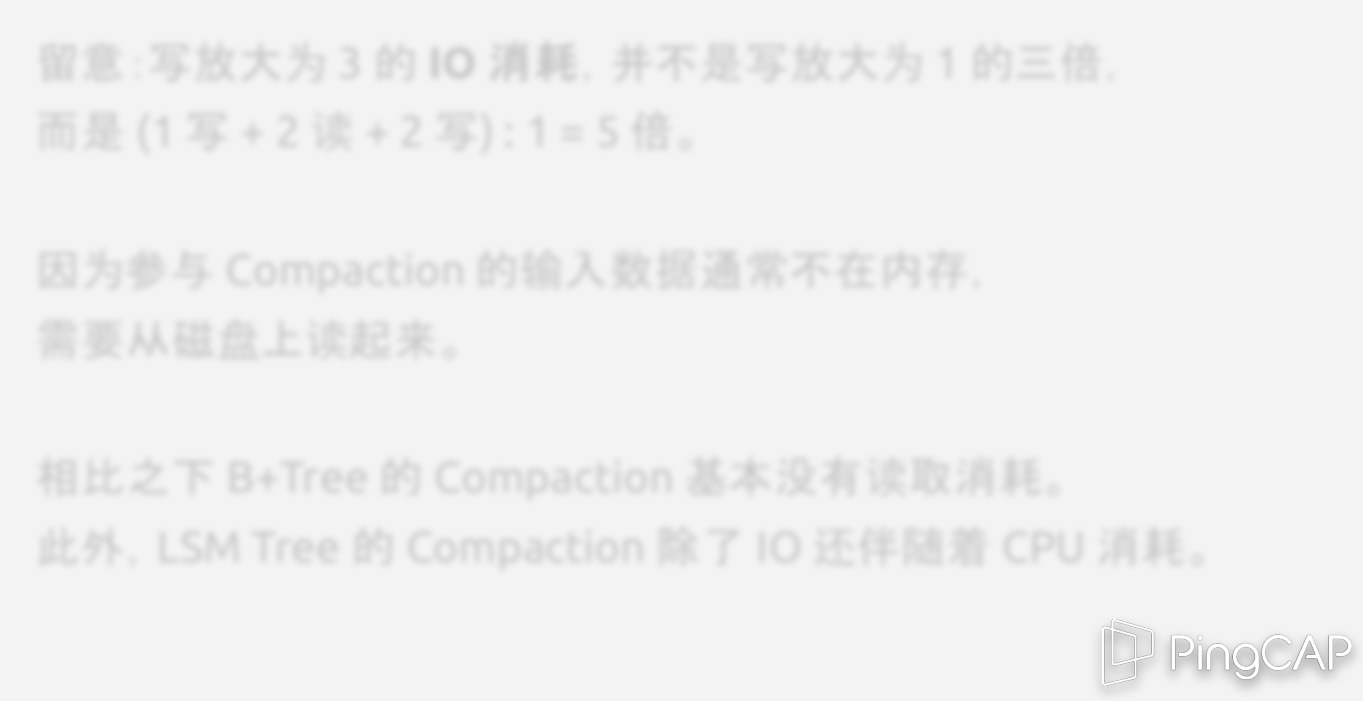 留意:写放大为 3 的 IO 消耗，并不是写放大为 1 的三倍，
而是 (1 写 + 2 读 + 2 写) : 1 = 5 倍。
因为参与 Compaction 的输入数据通常不在内存，
需要从磁盘上读起来。
相比之下 B+Tree 的 Compaction 基本没有读取消耗。
此外，LSM Tree 的 Compaction 除了 IO 还伴随着 CPU 消耗。
PingCAP